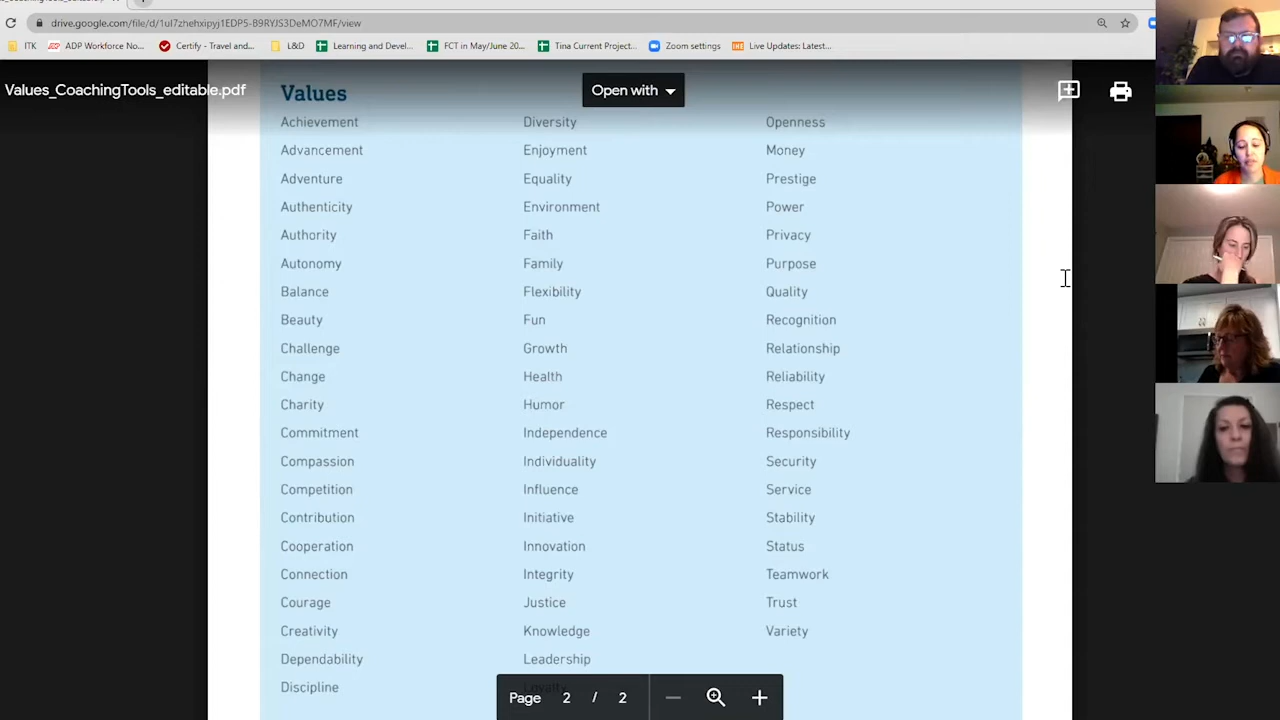 drive.google.com/file/d/1ul7zhehxipyj1EDP5-B9RYJS3DeMO7MF/view
ITK
ADP Workforce No...
Certify - Travel and...
L&D
Learning and Devel...
FCT in May/June 20...
Tina Current Project...
Zoom settings
Live Updates: Latest...
Values_CoachingTools_editable.pdf
Open with
Values
Achievement
Advancement
Adventure
Authenticity
Authority
Autonomy
Balance
Beauty
Challenge
Change
Charity
Commitment
Compassion
Competition
Contribution
Cooperation
Connection
Courage
Creativity
Dependability
Discipline
Diversity
Enjoyment
Equality
Environment
Faith
Family
Flexibility
Fun
Growth
Health
Humor
Independence
Individuality
Influence
Initiative
Innovation
Integrity
Justice
Knowledge
Leadership
Loyalty
Openness
Money
Prestige
Power
Privacy
Purpose
Quality
Recognition
Relationship
Reliability
Respect
Responsibility
Security
Service
Stability
Status
Teamwork
Trust
Variety
Page 2 / 2